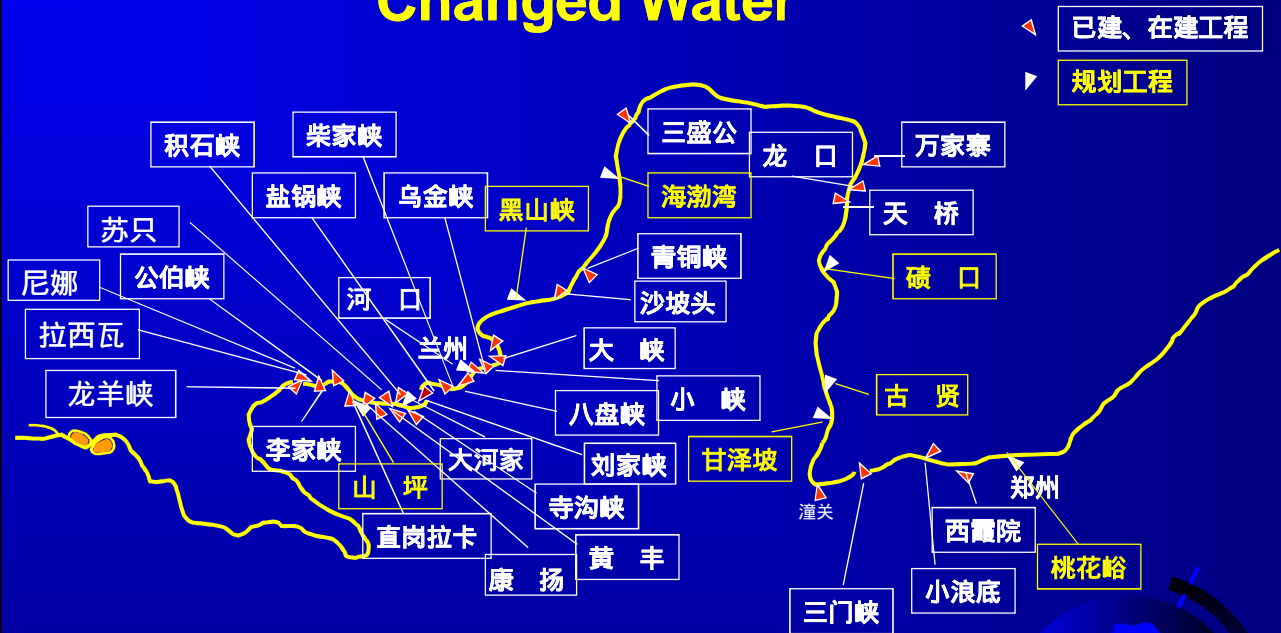 Changed Water
已建、在建工程
规划工程
三盛公
龙 口
万家寨
柴家峡
积石峡
盐锅峡
乌金峡
黑山峡
海渤湾
天 桥
苏只
青铜峡
碛 口
尼娜
公伯峡
河 口
沙坡头
拉西瓦
兰州
大 峡
龙羊峡
小 峡
古 贤
八盘峡
李家峡
大河家
刘家峡
甘泽坡
山 坪
郑州
寺沟峡
潼关
直岗拉卡
西霞院
黄 丰
桃花峪
康 扬
小浪底
三门峡